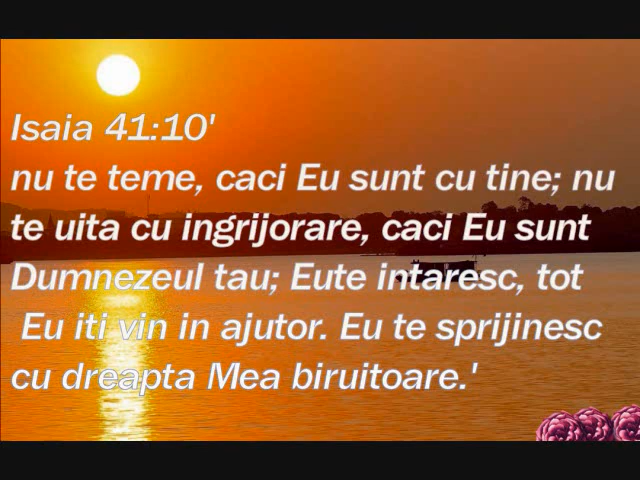 Isaia 41:10'
nu te teme, caci Eu sunt cu tine; nu
te uita cu ingrijorare, caci Eu sunt
Dumnezeul tau; Eute intaresc, tot
Eu iti vin in ajutor. Eu te sprijinesc
cu dreapta Mea biruitoare.'